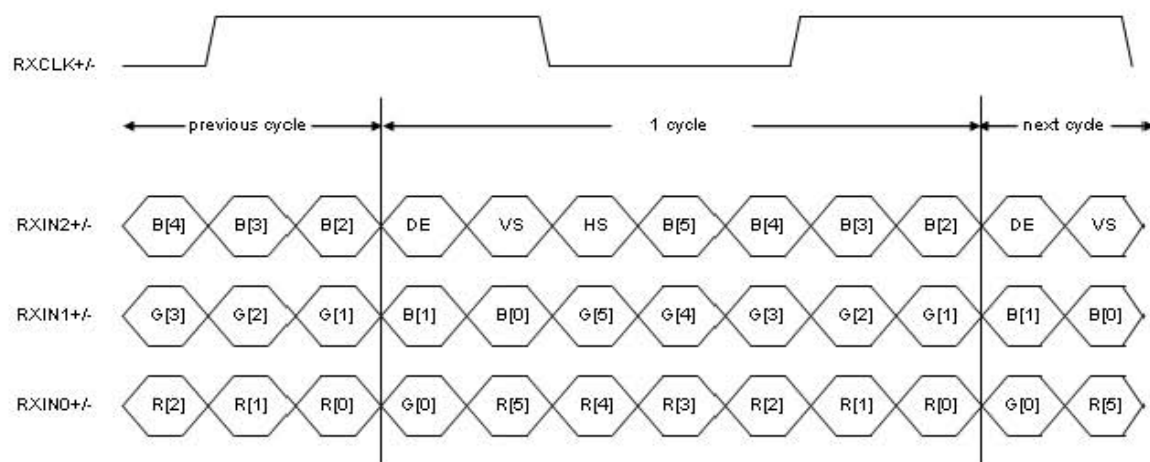 RXCLK+/-
previous cycle 1 cycle next cycle
RXIN2+/- B[4] B[3] B[2] DE VS HS B[5] B[4] B[3] B[2] DE VS
RXIN1+/- G[3] G[2] G[1] B[1] B[0] G[5] G[4] G[3] G[2] G[1] B[1] B[0]
RXIN0+/- R[2] R[1] R[0] G[0] R[5] R[4] R[3] R[2] R[1] R[0] G[0] R[5]